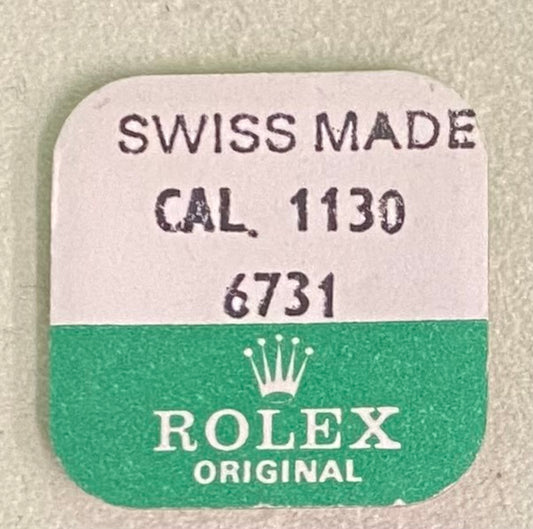 SWISS MADE
CAL. 1130
6731
ROLEX
ORIGINAL